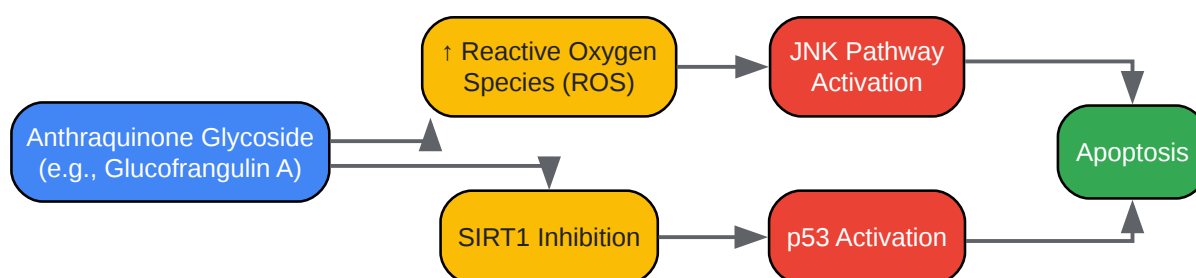 Anthraquinone Glycoside
(e.g., Glucofrangulin A)
↑ Reactive Oxygen
Species (ROS)
JNK Pathway
Activation
SIRT1 Inhibition
p53 Activation
Apoptosis